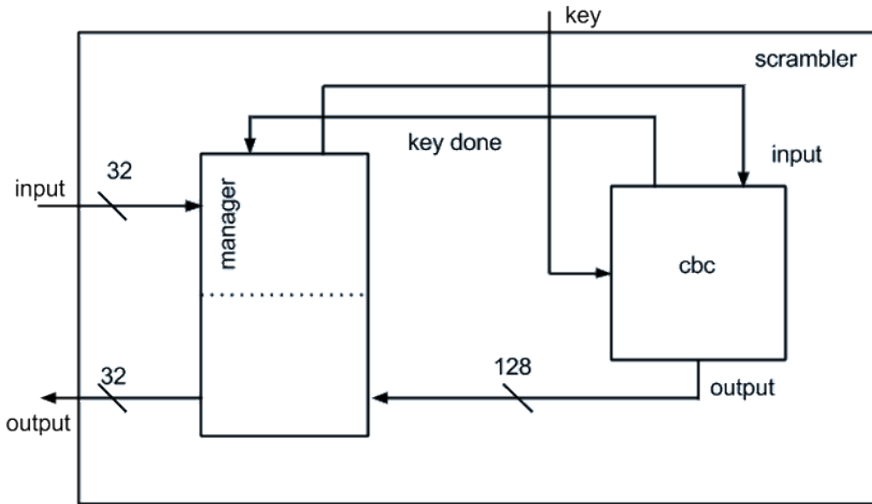 key
scrambler
key done
input
32
input
manager
cbc
128
32
output
output